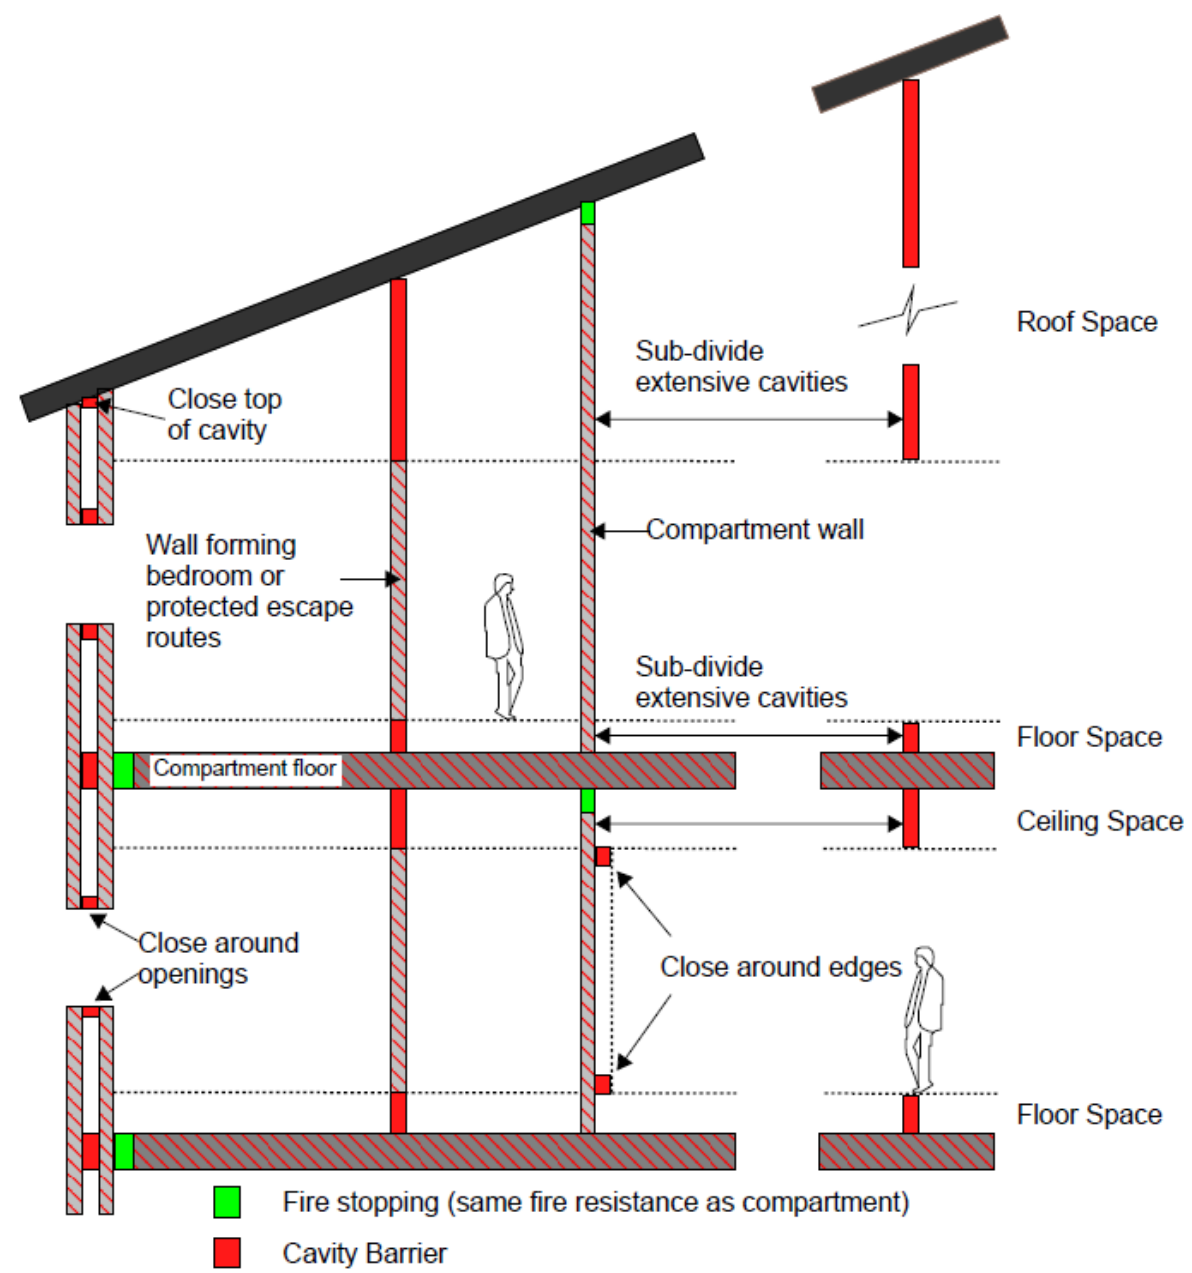 Roof Space
Sub-divide
extensive cavities
Close top
of cavity
Compartment wall
Wall forming
bedroom or
protected escape
routes
Sub-divide
extensive cavities
Floor Space
Compartment floor
Ceiling Space
Close around
openings
Close around edges
Floor Space
Fire stopping (same fire resistance as compartment)
Cavity Barrier